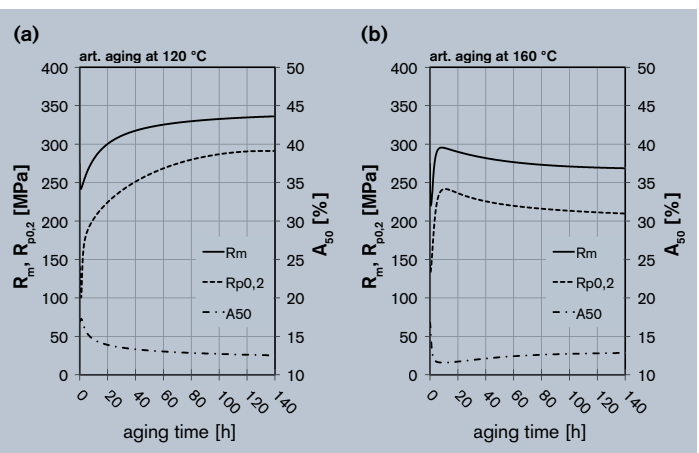 (a)
art. aging at 120 °C
400
350
300
250
200
150
100
50
0
50
45
40
35
30
25
20
15
10
Rm, Rp0,2 [MPa]
A50 [%]
Rm
Rp0,2
A50
0 20 40 60 80 100 120 140
aging time [h]
(b)
art. aging at 160 °C
400
350
300
250
200
150
100
50
0
50
45
40
35
30
25
20
15
10
Rm, Rp0,2 [MPa]
A50 [%]
Rm
Rp0,2
A50
0 20 40 60 80 100 120 140
aging time [h]